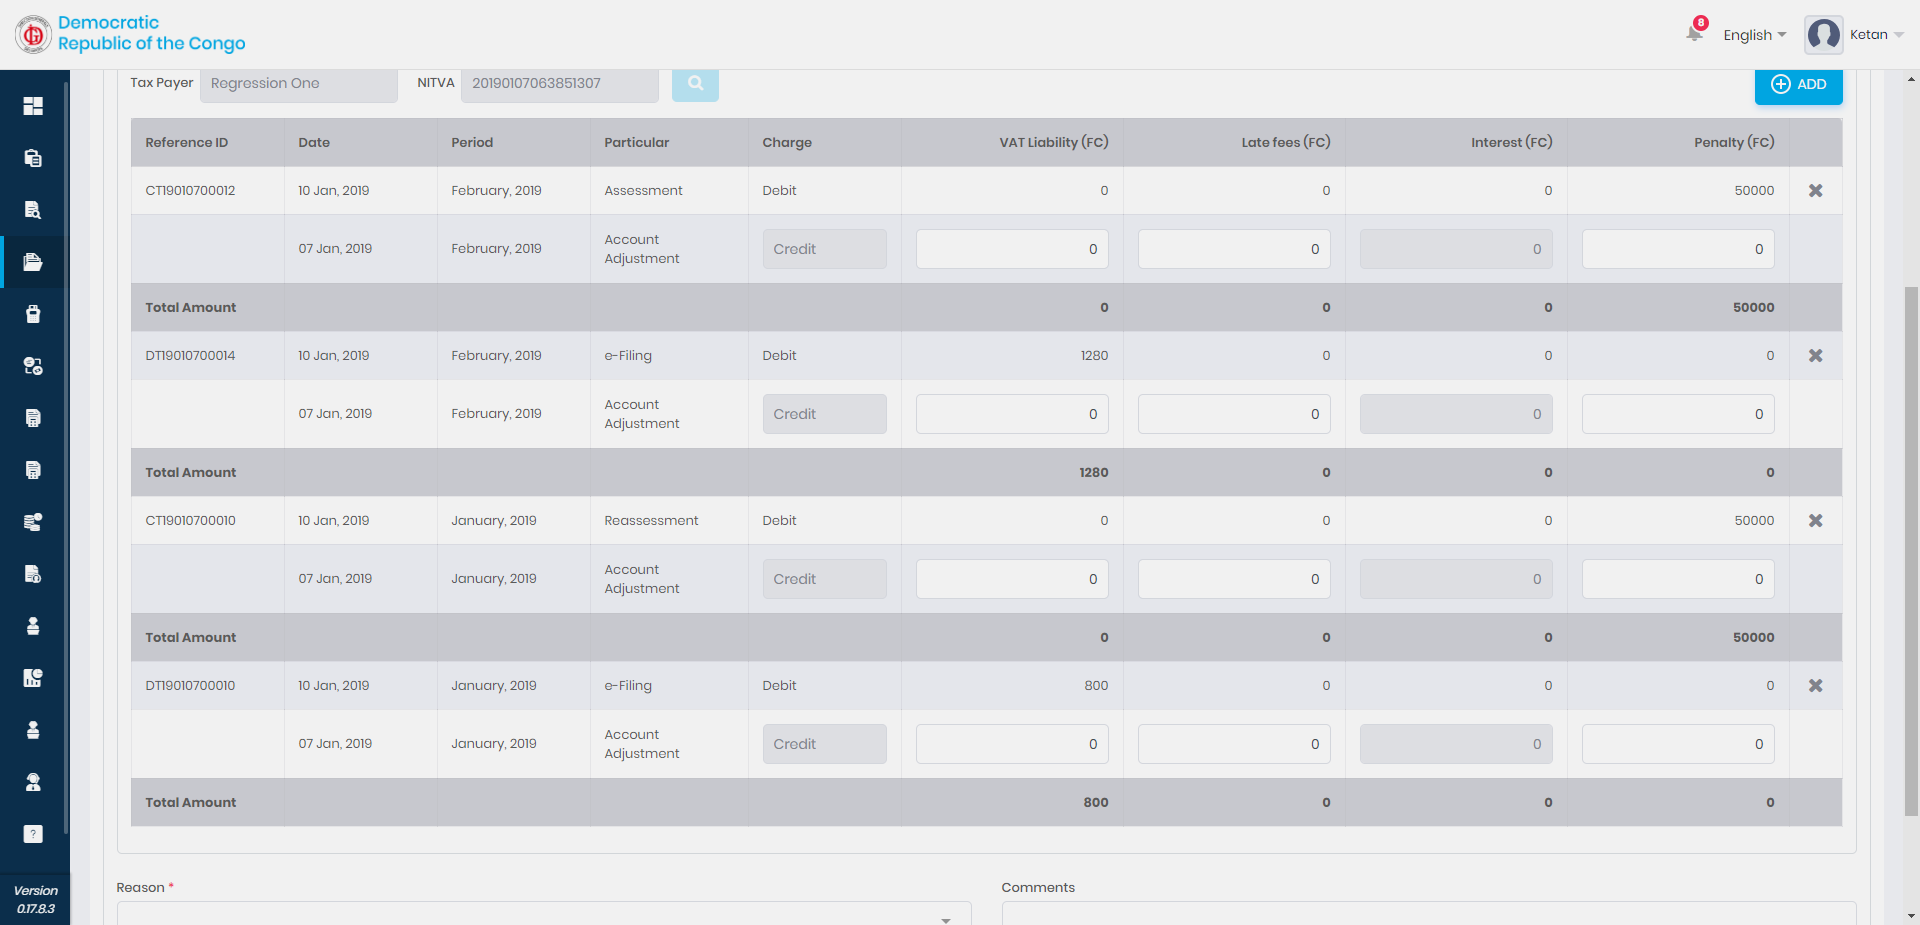 Democratic
Republic of the Congo
8
English
Ketan
Tax Payer Regression One NITVA 20190107063851307 ADD
Reference ID Date Period Particular Charge VAT Liability (FC) Late fees (FC) Interest (FC) Penalty (FC)
CT19010700012 10 Jan, 2019 February, 2019 Assessment Debit 0 0 0 50000
07 Jan, 2019 February, 2019 Account Adjustment Credit 0 0 0 0
Total Amount 0 0 0 50000
DT19010700014 10 Jan, 2019 February, 2019 e-Filing Debit 1280 0 0 0
07 Jan, 2019 February, 2019 Account Adjustment Credit 0 0 0 0
Total Amount 1280 0 0 0
CT19010700010 10 Jan, 2019 January, 2019 Reassessment Debit 0 0 0 50000
07 Jan, 2019 January, 2019 Account Adjustment Credit 0 0 0 0
Total Amount 0 0 0 50000
DT19010700010 10 Jan, 2019 January, 2019 e-Filing Debit 800 0 0 0
07 Jan, 2019 January, 2019 Account Adjustment Credit 0 0 0 0
Total Amount 800 0 0 0
Reason * Comments
?
Version
0.17.8.3